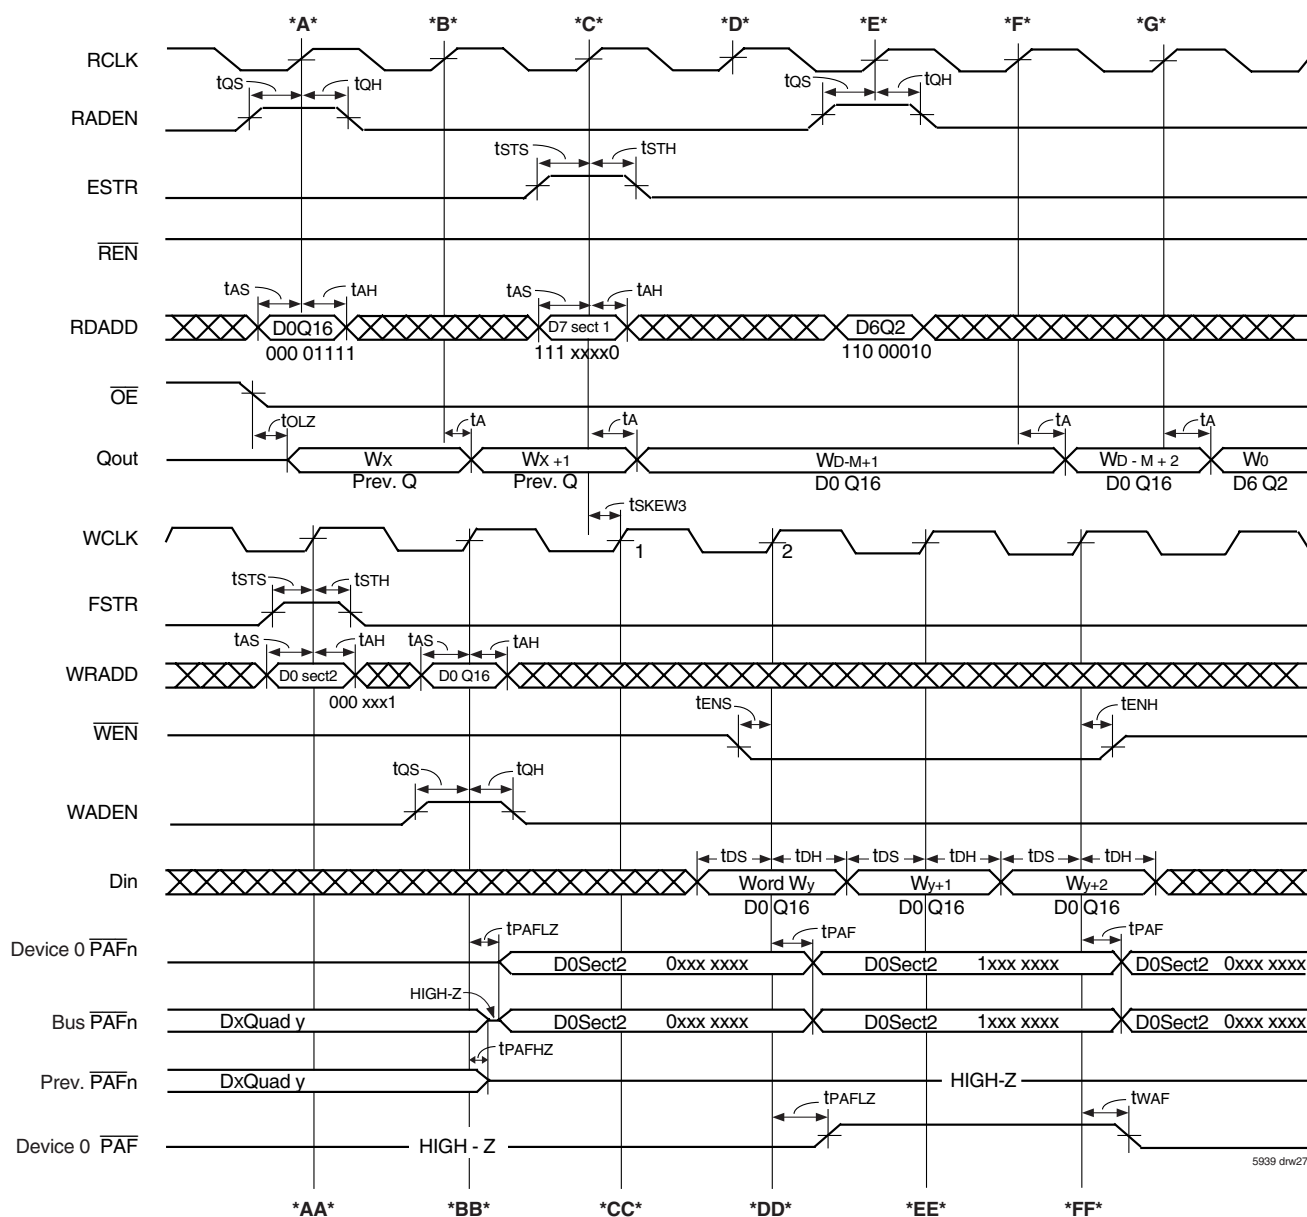 *A* *B* *C* *D* *E* *F* *G*
RCLK
tQS tQH tQS tQH
RADEN
tSTS tSTH
ESTR
REN
tAS tAH tAS tAH
RDADD D0Q16 D7 sect 1 D6Q2
000 01111 111 xxxx0 110 00010
OE
tOLZ tA tA tA tA
Qout WX WX +1 WD-M+1 WD - M + 2 W0
Prev. Q Prev. Q D0 Q16 D0 Q16 D6 Q2
tSKEW3
WCLK 1 2
tSTS tSTH
FSTR
tAS tAH tAS tAH
WRADD D0 sect2 D0 Q16
000 xxx1
tENS tENH
WEN
tQS tQH
WADEN
tDS tDH tDS tDH tDS tDH
Din Word Wy Wy+1 Wy+2
D0 Q16 D0 Q16 D0 Q16
tPAFLZ tPAF tPAF
Device 0 PAFn D0Sect2 0xxx xxxx D0Sect2 1xxx xxxx D0Sect2 0xxx xxxx
HIGH-Z
Bus PAFn DxQuad y D0Sect2 0xxx xxxx D0Sect2 1xxx xxxx D0Sect2 0xxx xxxx
tPAFHZ
Prev. PAFn DxQuad y HIGH-Z
tPAFLZ tWAF
Device 0 PAF HIGH - Z
5939 drw27
*AA* *BB* *CC* *DD* *EE* *FF*